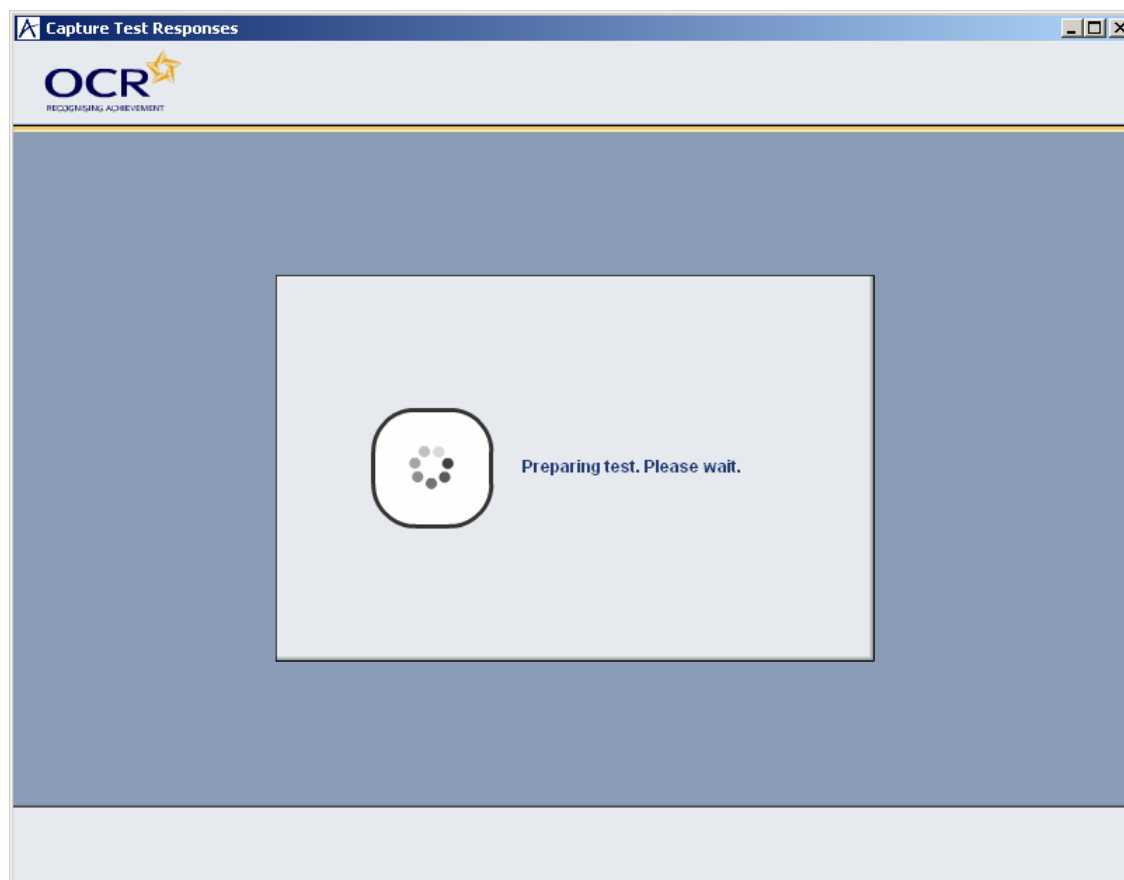 Capture Test Responses
OCR
RECOGNISING ACHIEVEMENT
Preparing test. Please wait.